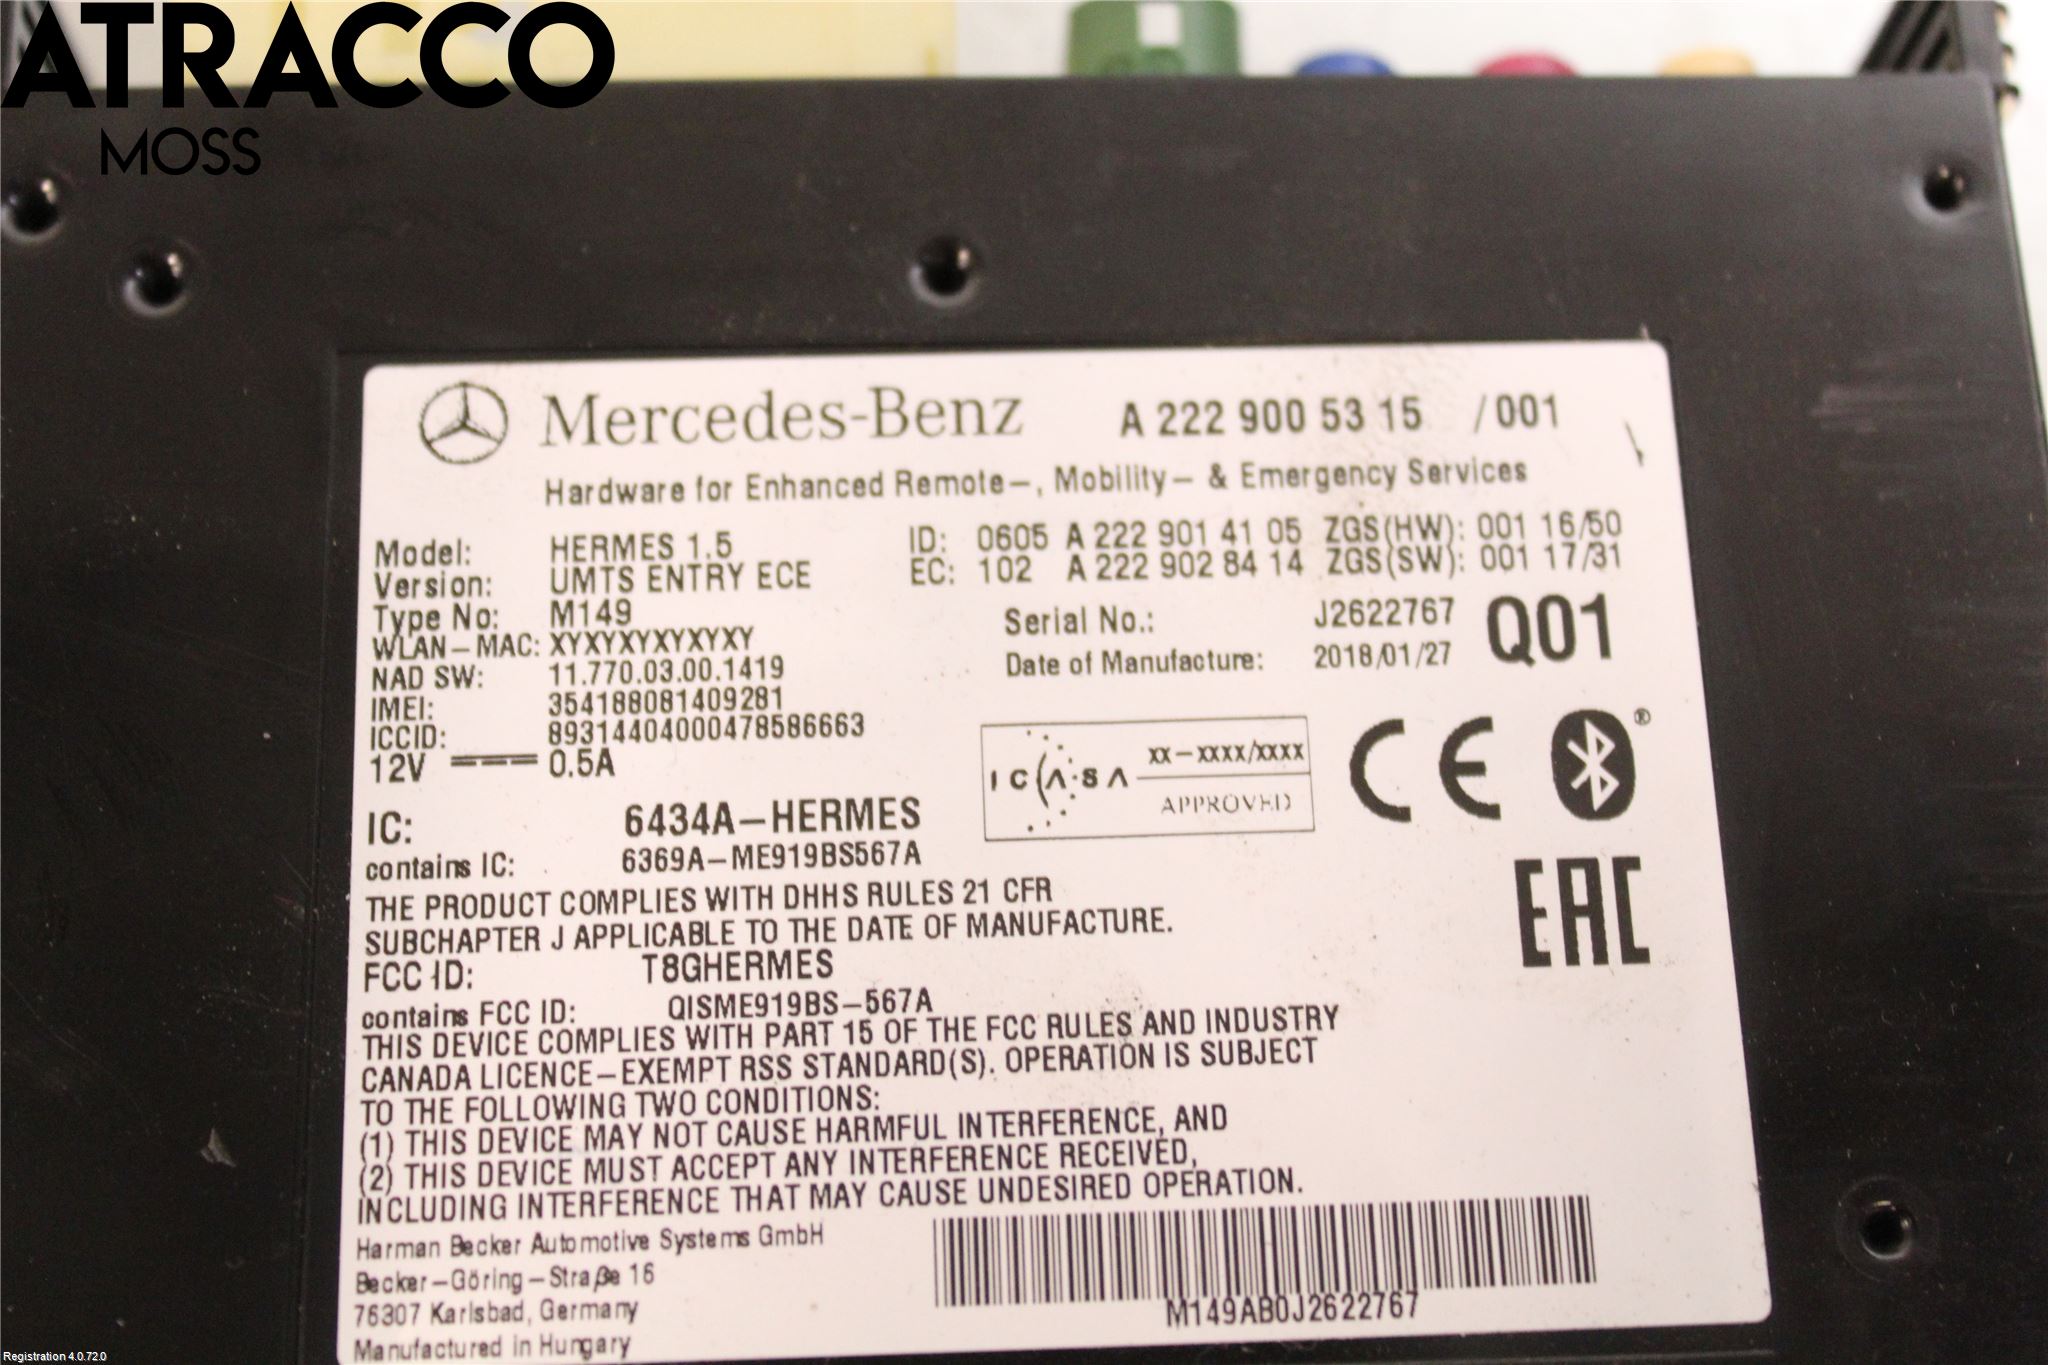 ATRACCO
MOSS
Mercedes-Benz A 222 900 53 15 /001
Hardware for Enhanced Remote-, Mobility- & Emergency Services
Model: HERMES 1.5 ID: 0605 A 222 901 41 05 ZGS(HW): 001 16/50
Version: UMTS ENTRY ECE EC: 102 A 222 902 84 14 ZGS(SW): 001 17/31
Type No: M149 Serial No.: J2622767 Q01
WLAN-MAC: XYXYXYXYXYXY
NAD SW: 11.770.03.00.1419 Date of Manufacture: 2018/01/27
IMEI: 354188081409281
ICCID: 89314404000478586663
12V 0.5A
ICASA xx-xxxx/xxxx
APPROVED
CE
®
IC: 6434A-HERMES
contains IC: 6369A-ME919BS567A
EAC
THE PRODUCT COMPLIES WITH DHHS RULES 21 CFR
SUBCHAPTER J APPLICABLE TO THE DATE OF MANUFACTURE.
FCC ID: T8GHERMES
contains FCC ID: QISME919BS-567A
THIS DEVICE COMPLIES WITH PART 15 OF THE FCC RULES AND INDUSTRY
CANADA LICENCE-EXEMPT RSS STANDARD(S). OPERATION IS SUBJECT
TO THE FOLLOWING TWO CONDITIONS:
(1) THIS DEVICE MAY NOT CAUSE HARMFUL INTERFERENCE, AND
(2) THIS DEVICE MUST ACCEPT ANY INTERFERENCE RECEIVED,
INCLUDING INTERFERENCE THAT MAY CAUSE UNDESIRED OPERATION.
Harman Becker Automotive Systems GmbH
Becker-Göring-Straße 16
76307 Karlsbad, Germany
Manufactured in Hungary
M149AB0J2622767
Registration 4.0.72.0